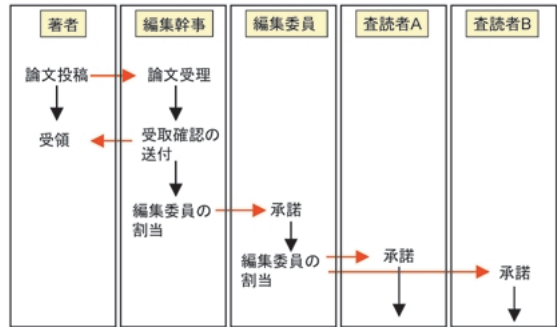 著者
編集幹事
編集委員
査読者A
査読者B
論文投稿
論文受理
受領
受取確認の
送付
編集委員の
割当
承諾
編集委員の
割当
承諾
承諾